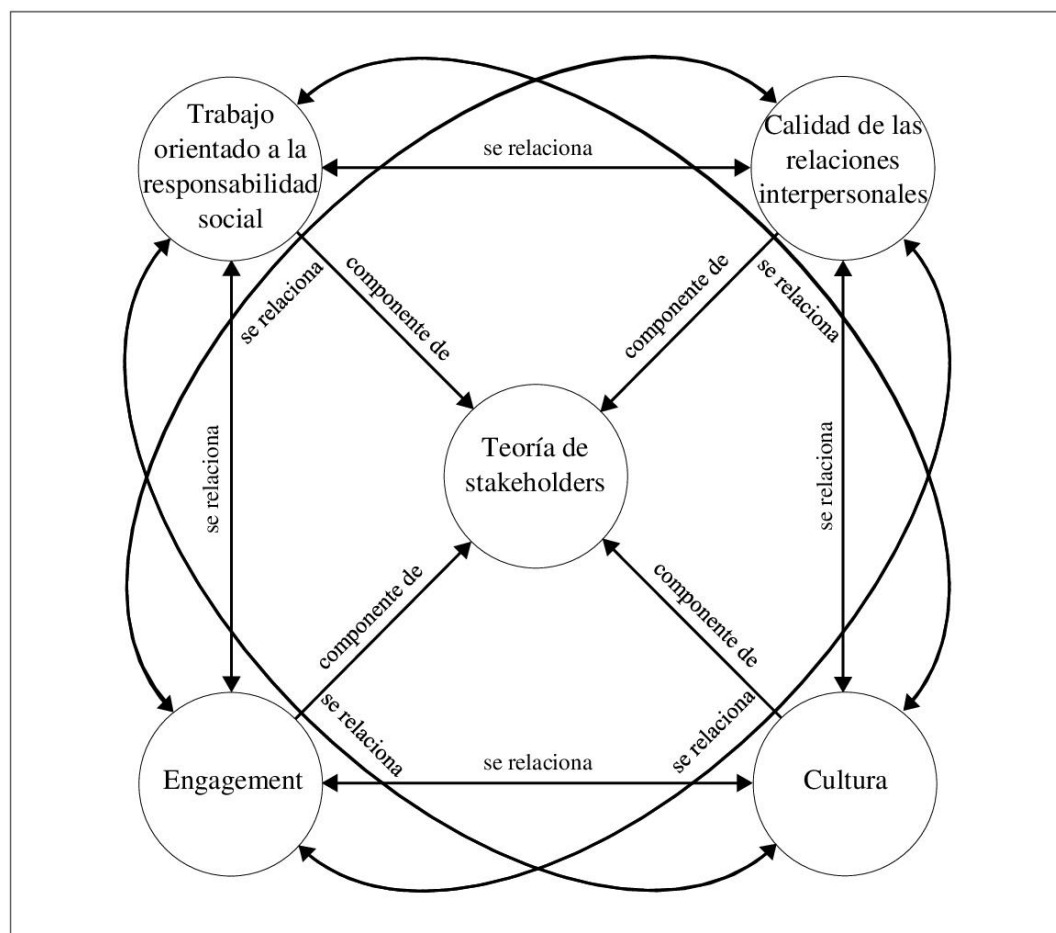 Trabajo
orientado a la
responsabilidad
social
se relaciona
Calidad de las
relaciones
interpersonales
se relaciona
componente de
componente de
se relaciona
se relaciona
Teoría de
stakeholders
se relaciona
componente de
componente de
se relaciona
se relaciona
Engagement
se relaciona
Cultura